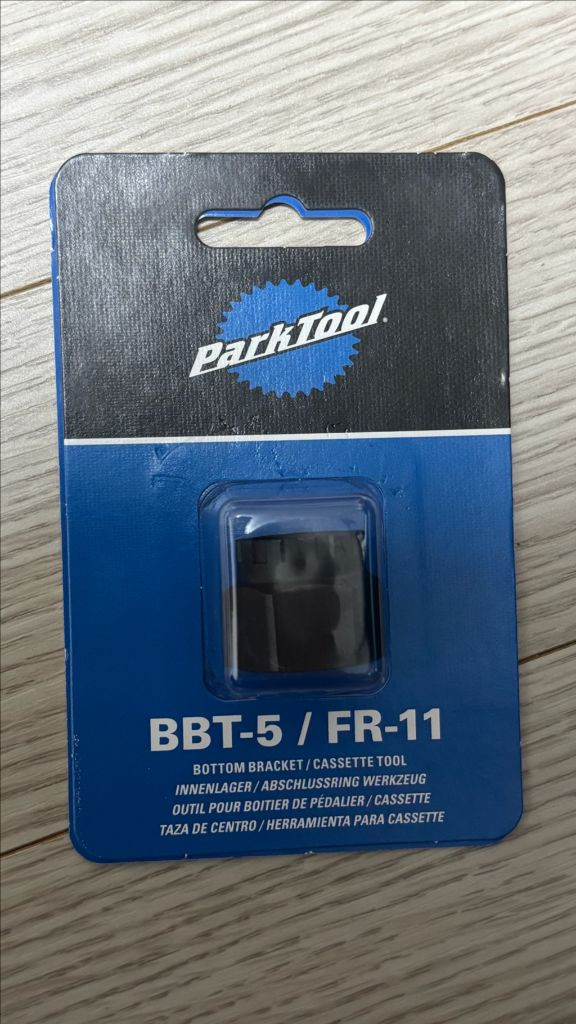 ParkTool®
BBT-5 / FR-11
BOTTOM BRACKET / CASSETTE TOOL
INNENLAGER / ABSCHLUSSRING WERKZEUG
OUTIL POUR BOITIER DE PÉDALIER / CASSETTE
TAZA DE CENTRO / HERRAMIENTA PARA CASSETTE